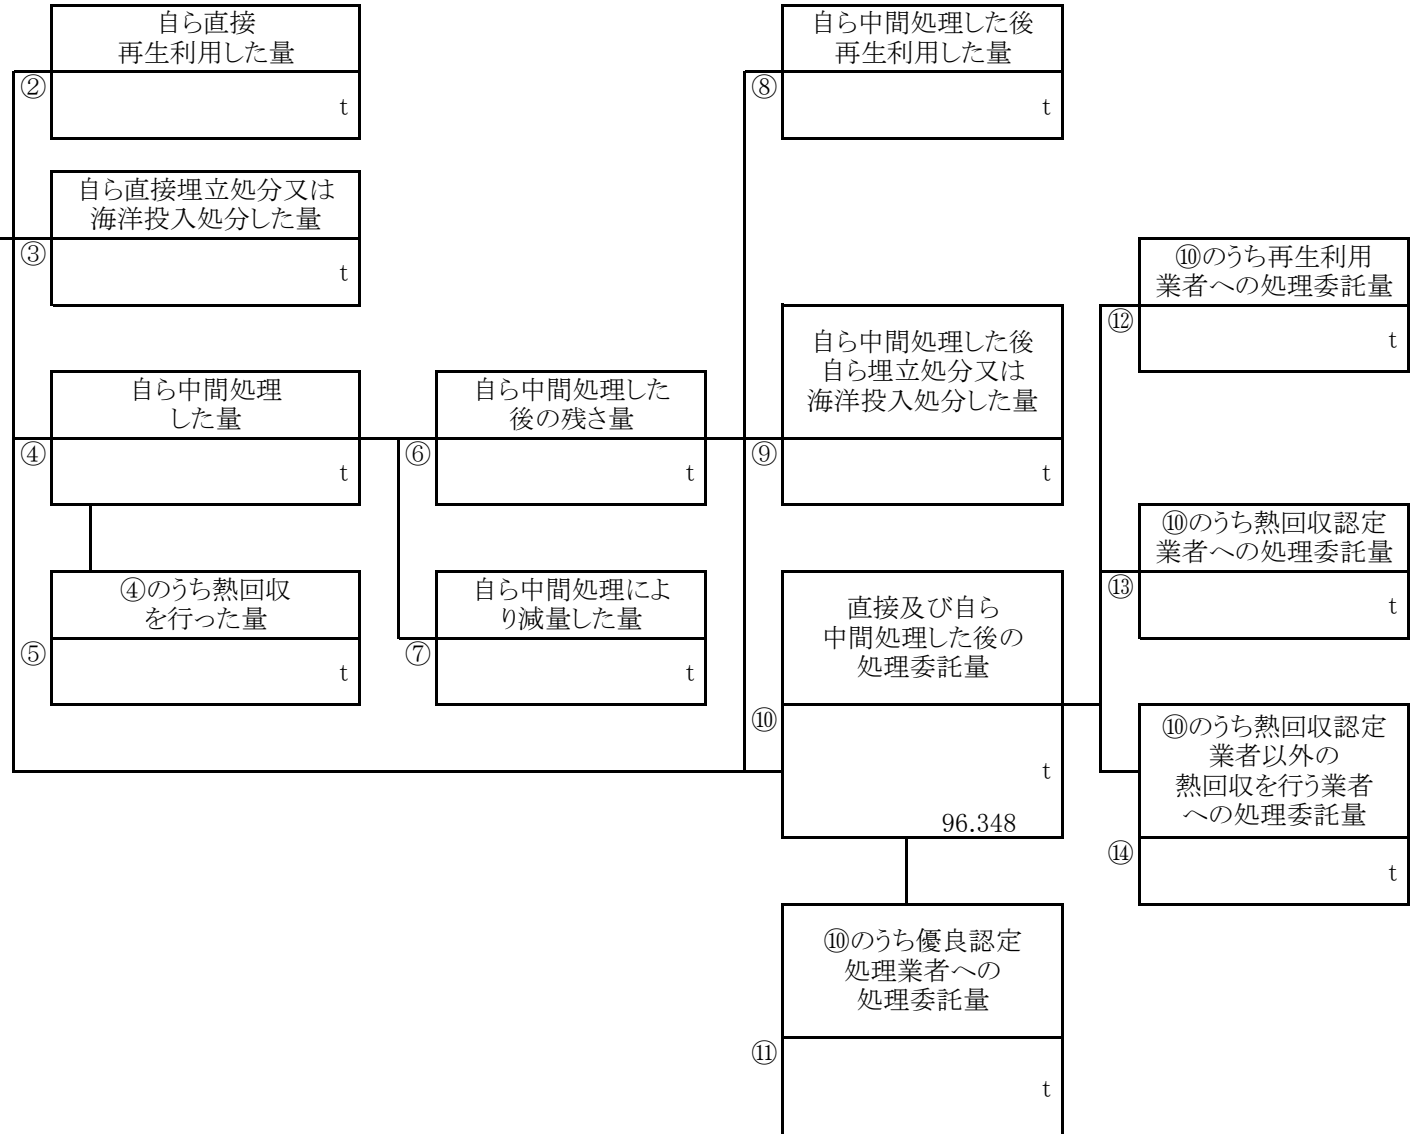 自ら直接
再生利用した量
②
t
自ら直接埋立処分又は
海洋投入処分した量
③
t
自ら中間処理
した量
④
t
④のうち熱回収
を行った量
⑤
t
自ら中間処理した
後の残さ量
⑥
t
自ら中間処理によ
り減量した量
⑦
t
自ら中間処理した後
再生利用した量
⑧
t
自ら中間処理した後
自ら埋立処分又は
海洋投入処分した量
⑨
t
直接及び自ら
中間処理した後の
処理委託量
⑩
t
96.348
⑩のうち優良認定
処理業者への
処理委託量
⑪
t
⑩のうち再生利用
業者への処理委託量
⑫
t
⑩のうち熱回収認定
業者への処理委託量
⑬
t
⑩のうち熱回収認定
業者以外の
熱回収を行う業者
への処理委託量
⑭
t